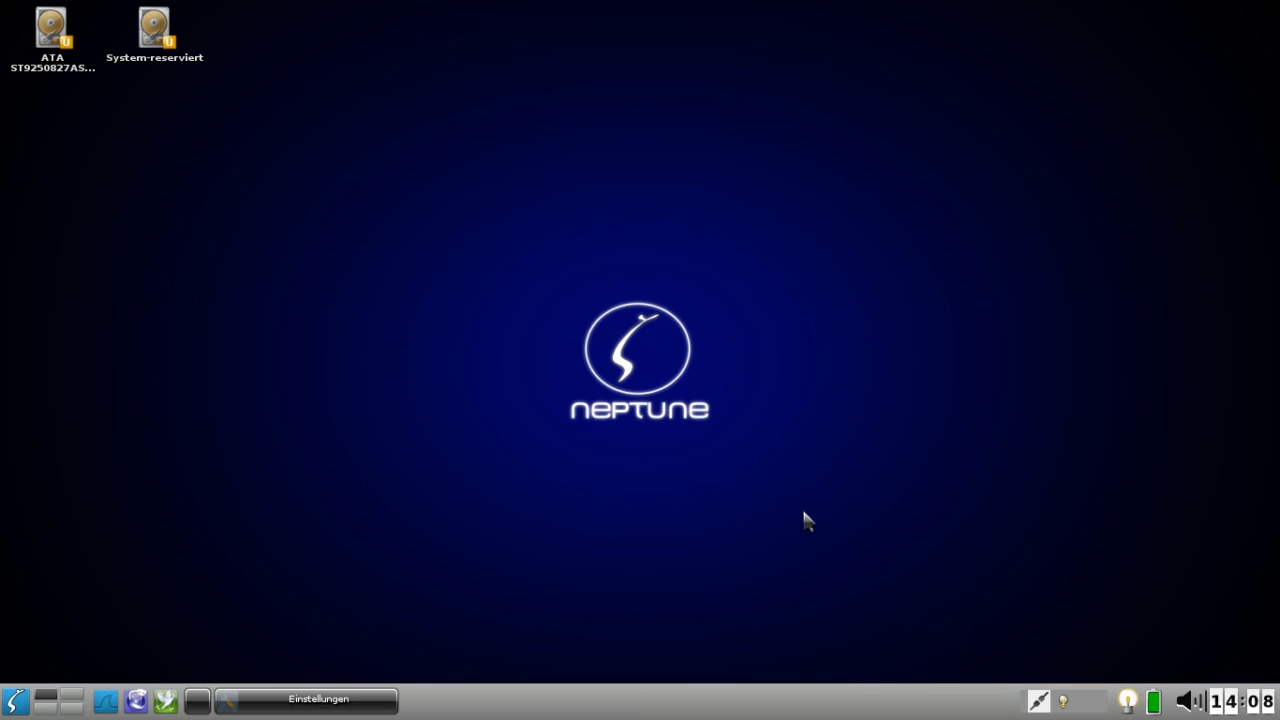 ATA
ST9250827AS...
System-reserviert
NEPTUNE
Einstellungen
14:08